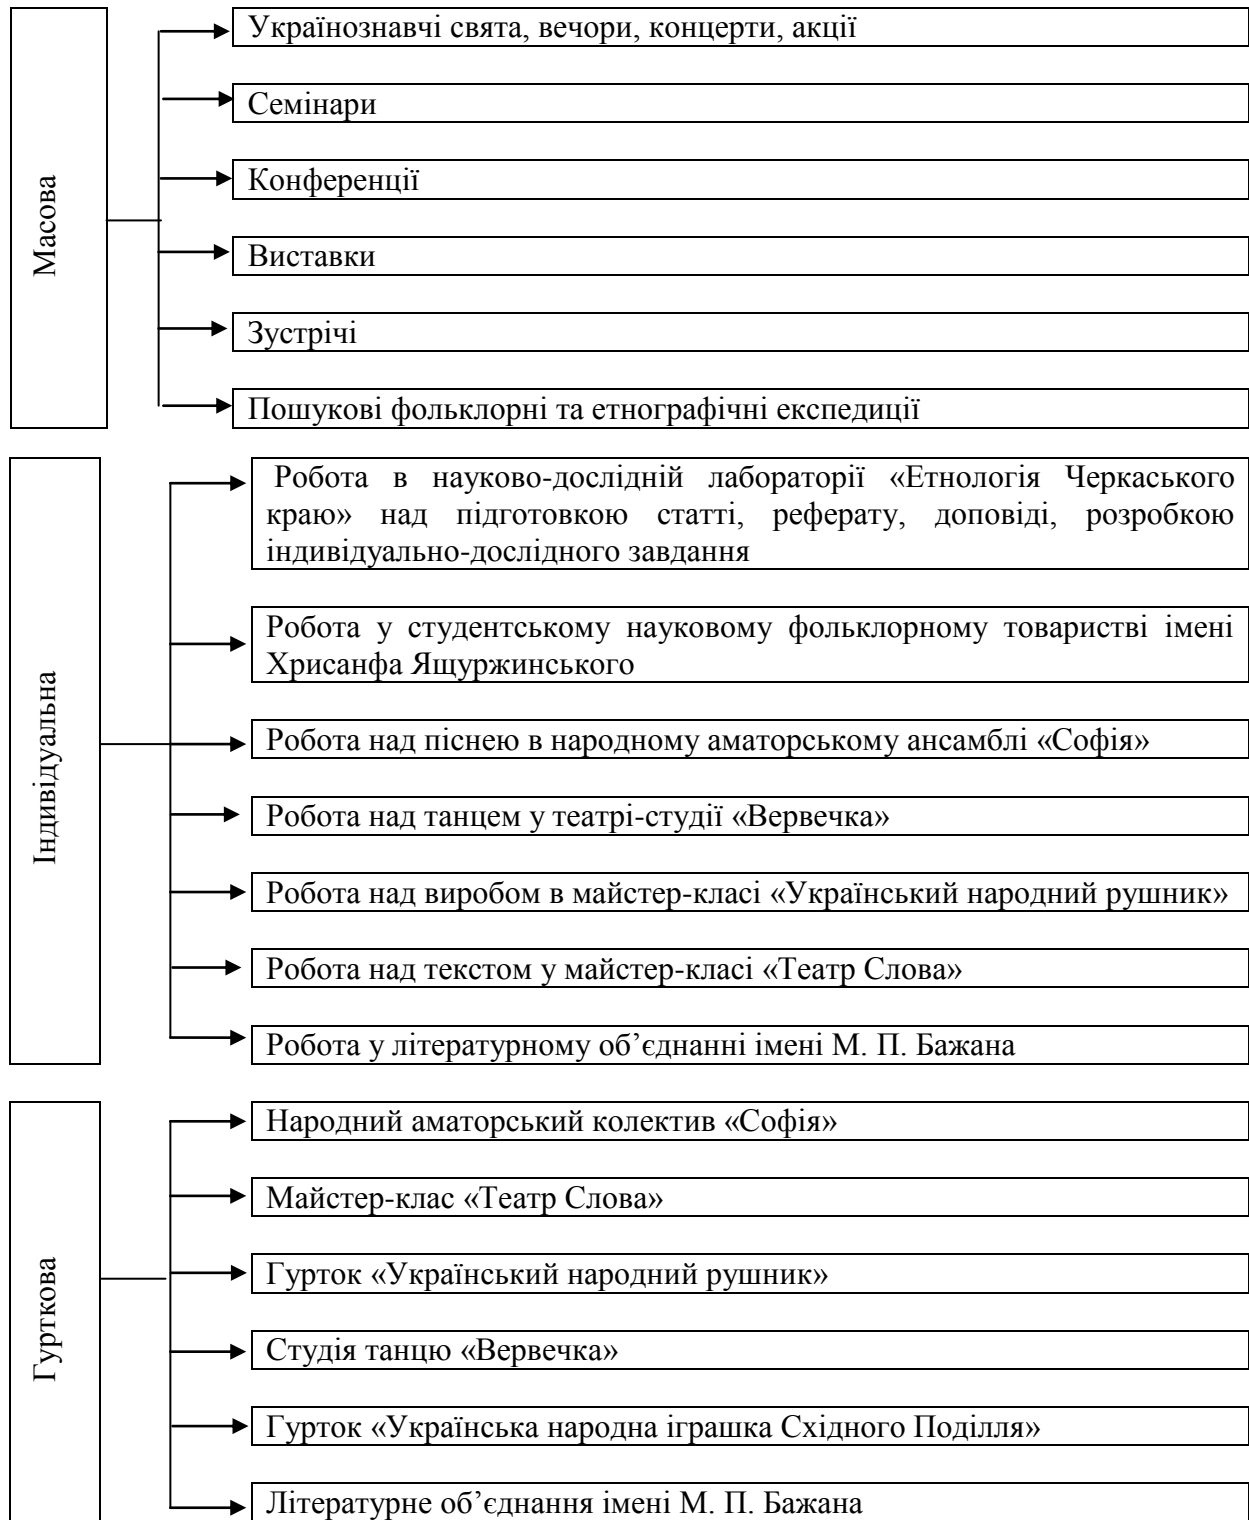 Масова
Українознавчі свята, вечори, концерти, акції
Семінари
Конференції
Виставки
Зустрічі
Пошукові фольклорні та етнографічні експедиції
Індивідуальна
Робота в науково-дослідній лабораторії «Етнологія Черкаського
краю» над підготовкою статті, реферату, доповіді, розробкою
індивідуально-дослідного завдання
Робота у студентському науковому фольклорному товаристві імені
Хрисанфа Ящуржинського
Робота над піснею в народному аматорському ансамблі «Софія»
Робота над танцем у театрі-студії «Вервечка»
Робота над виробом в майстер-класі «Український народний рушник»
Робота над текстом у майстер-класі «Театр Слова»
Робота у літературному об’єднанні імені М. П. Бажана
Гурткова
Народний аматорський колектив «Софія»
Майстер-клас «Театр Слова»
Гурток «Український народний рушник»
Студія танцю «Вервечка»
Гурток «Українська народна іграшка Східного Поділля»
Літературне об’єднання імені М. П. Бажана